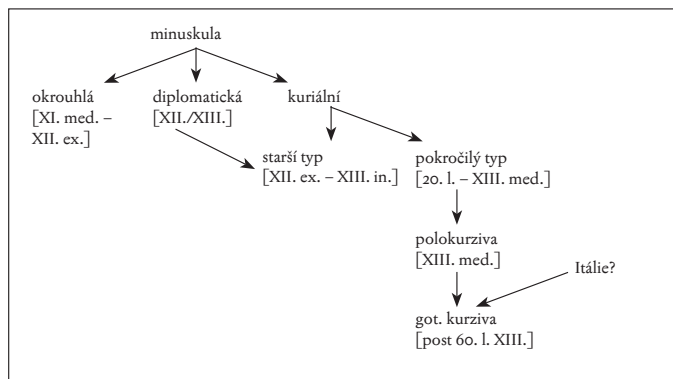 minuskula
okrouhlá
[XI. med. –
XII. ex.]
diplomatická
[XII./XIII.]
kuriální
starší typ
[XII. ex. – XIII. in.]
pokročilý typ
[20. l. – XIII. med.]
polokurziva
[XIII. med.]
Itálie?
got. kurziva
[post 60. l. XIII.]